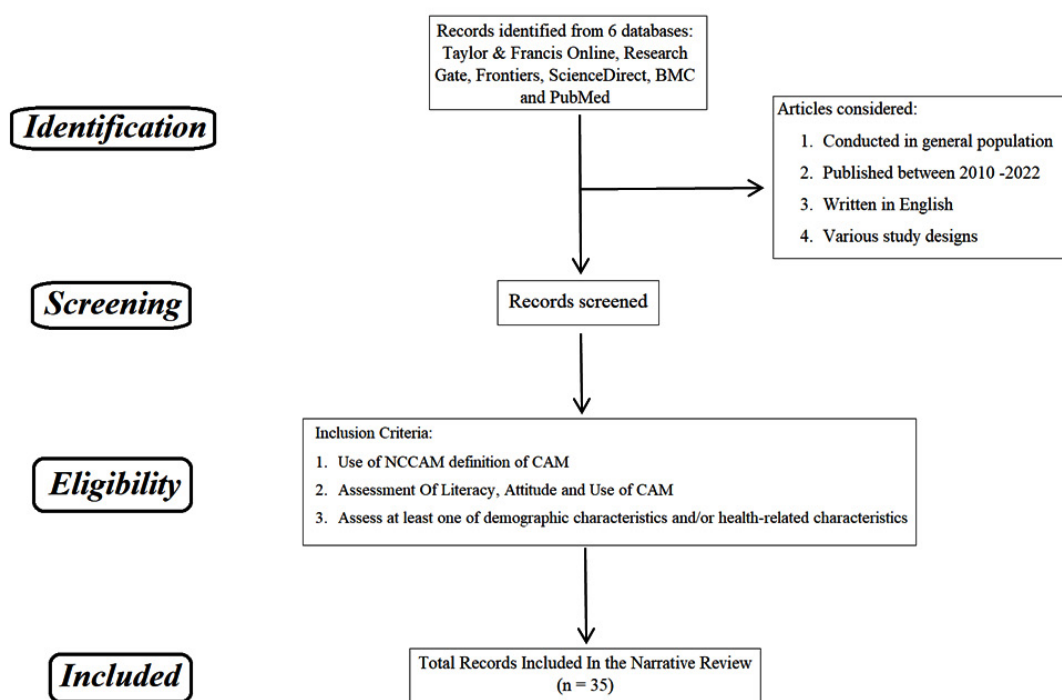 Records identified from 6 databases:
Taylor & Francis Online, Research
Gate, Frontiers, ScienceDirect, BMC
and PubMed
Identification
Articles considered:
1. Conducted in general population
2. Published between 2010 -2022
3. Written in English
4. Various study designs
Screening
Records screened
Eligibility
Inclusion Criteria:
1. Use of NCCAM definition of CAM
2. Assessment Of Literacy, Attitude and Use of CAM
3. Assess at least one of demographic characteristics and/or health-related characteristics
Included
Total Records Included In the Narrative Review
(n = 35)